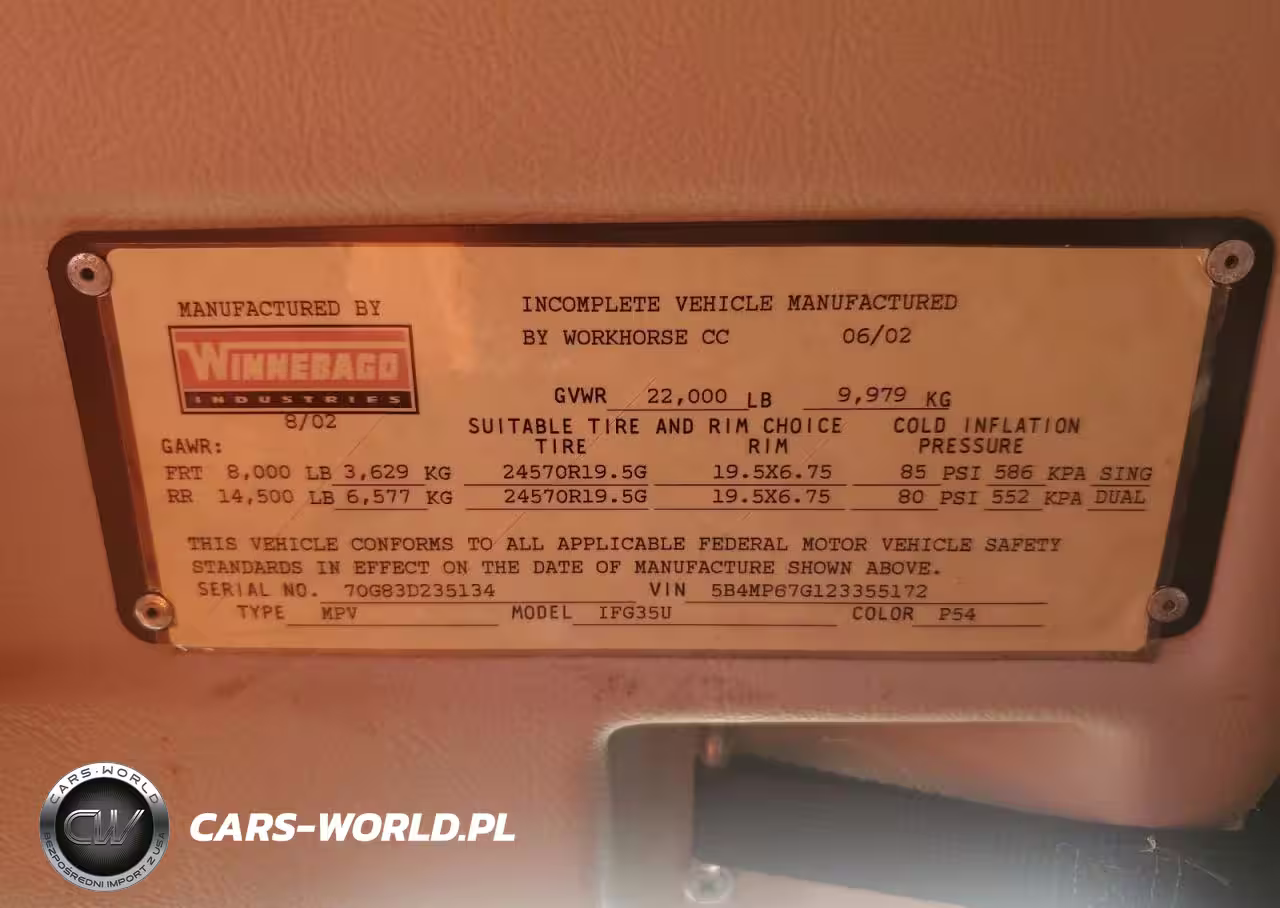 MANUFACTURED BY
WINNEBAGO
INDUSTRIES
8/02
INCOMPLETE VEHICLE MANUFACTURED
BY WORKHORSE CC 06/02
GVWR 22,000 LB 9,979 KG
SUITABLE TIRE AND RIM CHOICE COLD INFLATION
GAWR: TIRE RIM PRESSURE
FRT 8,000 LB 3,629 KG 24570R19.5G 19.5X6.75 85 PSI 586 KPA SING
RR 14,500 LB 6,577 KG 24570R19.5G 19.5X6.75 80 PSI 552 KPA DUAL
THIS VEHICLE CONFORMS TO ALL APPLICABLE FEDERAL MOTOR VEHICLE SAFETY
STANDARDS IN EFFECT ON THE DATE OF MANUFACTURE SHOWN ABOVE.
SERIAL NO. 70G83D235134 VIN 5B4MP67G123355172
TYPE MPV MODEL IFG35U COLOR P54
CARS-WORLD
CW
BEZPOŚREDNI IMPORT Z USA
CARS-WORLD.PL